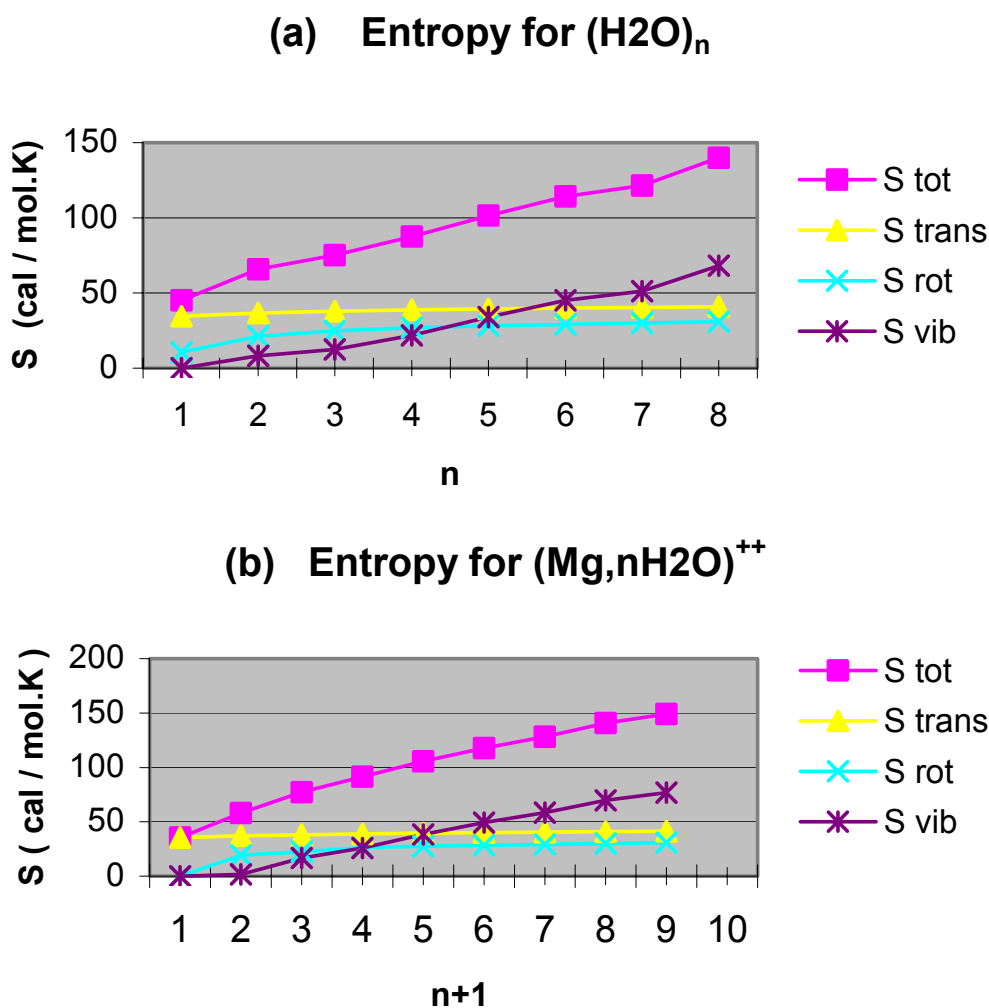 (a) Entropy for (H2O)n
S (cal / mol.K)
150
100
50
0
1 2 3 4 5 6 7 8
n
S tot
S trans
S rot
S vib
(b) Entropy for (Mg,nH2O)++
S ( cal / mol.K )
200
150
100
50
0
1 2 3 4 5 6 7 8 9 10
n+1
S tot
S trans
S rot
S vib